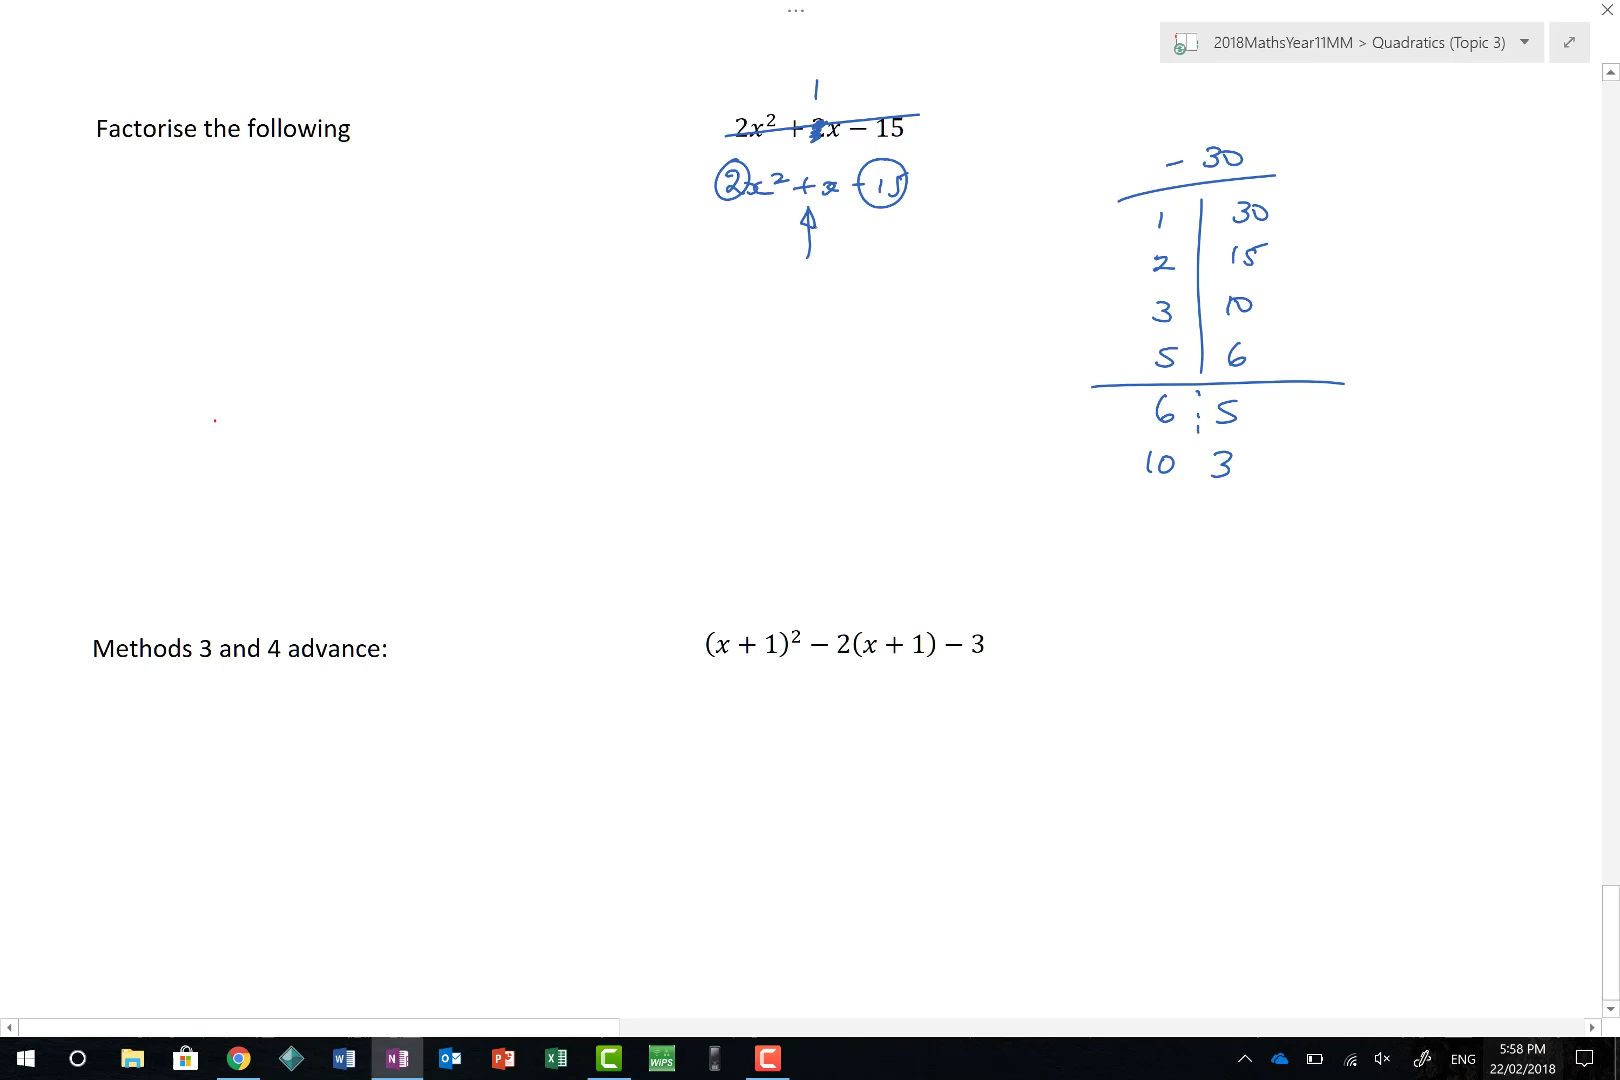 2018MathsYear11MM > Quadratics (Topic 3)
1
Factorise the following
2x² + 2x − 15
2x² + x − 15
− 30
1 30
2 15
3 10
5 6
6 5
10 3
Methods 3 and 4 advance:
(x + 1)² − 2(x + 1) − 3
WiPS
ENG
5:58 PM
22/02/2018